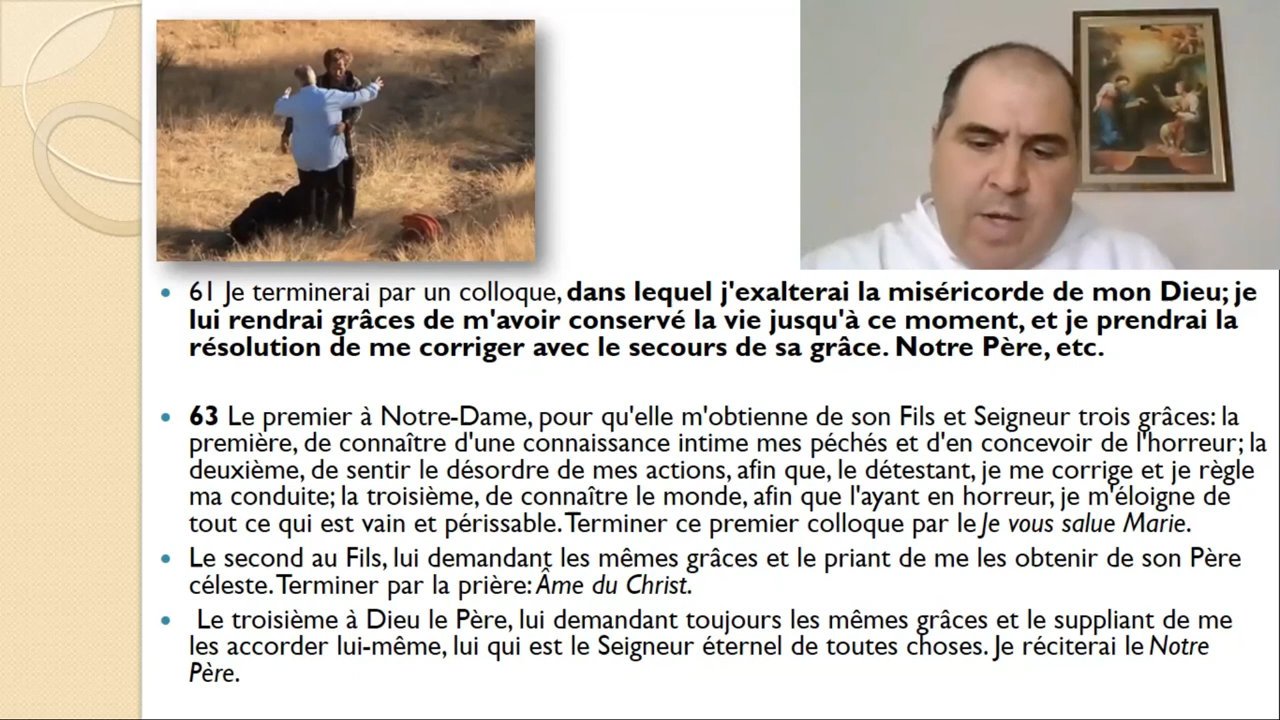 61 Je terminerai par un colloque, dans lequel j'exalterai la miséricorde de mon Dieu; je
lui rendrai grâces de m'avoir conservé la vie jusqu'à ce moment, et je prendrai la
résolution de me corriger avec le secours de sa grâce. Notre Père, etc.
63 Le premier à Notre-Dame, pour qu'elle m'obtienne de son Fils et Seigneur trois grâces: la
première, de connaître d'une connaissance intime mes péchés et d'en concevoir de l'horreur; la
deuxième, de sentir le désordre de mes actions, afin que, le détestant, je me corrige et je règle
ma conduite; la troisième, de connaître le monde, afin que l'ayant en horreur, je m'éloigne de
tout ce qui est vain et périssable. Terminer ce premier colloque par le Je vous salue Marie.
Le second au Fils, lui demandant les mêmes grâces et le priant de me les obtenir de son Père
céleste. Terminer par la prière: Âme du Christ.
Le troisième à Dieu le Père, lui demandant toujours les mêmes grâces et le suppliant de me
les accorder lui-même, lui qui est le Seigneur éternel de toutes choses. Je réciterai le Notre
Père.